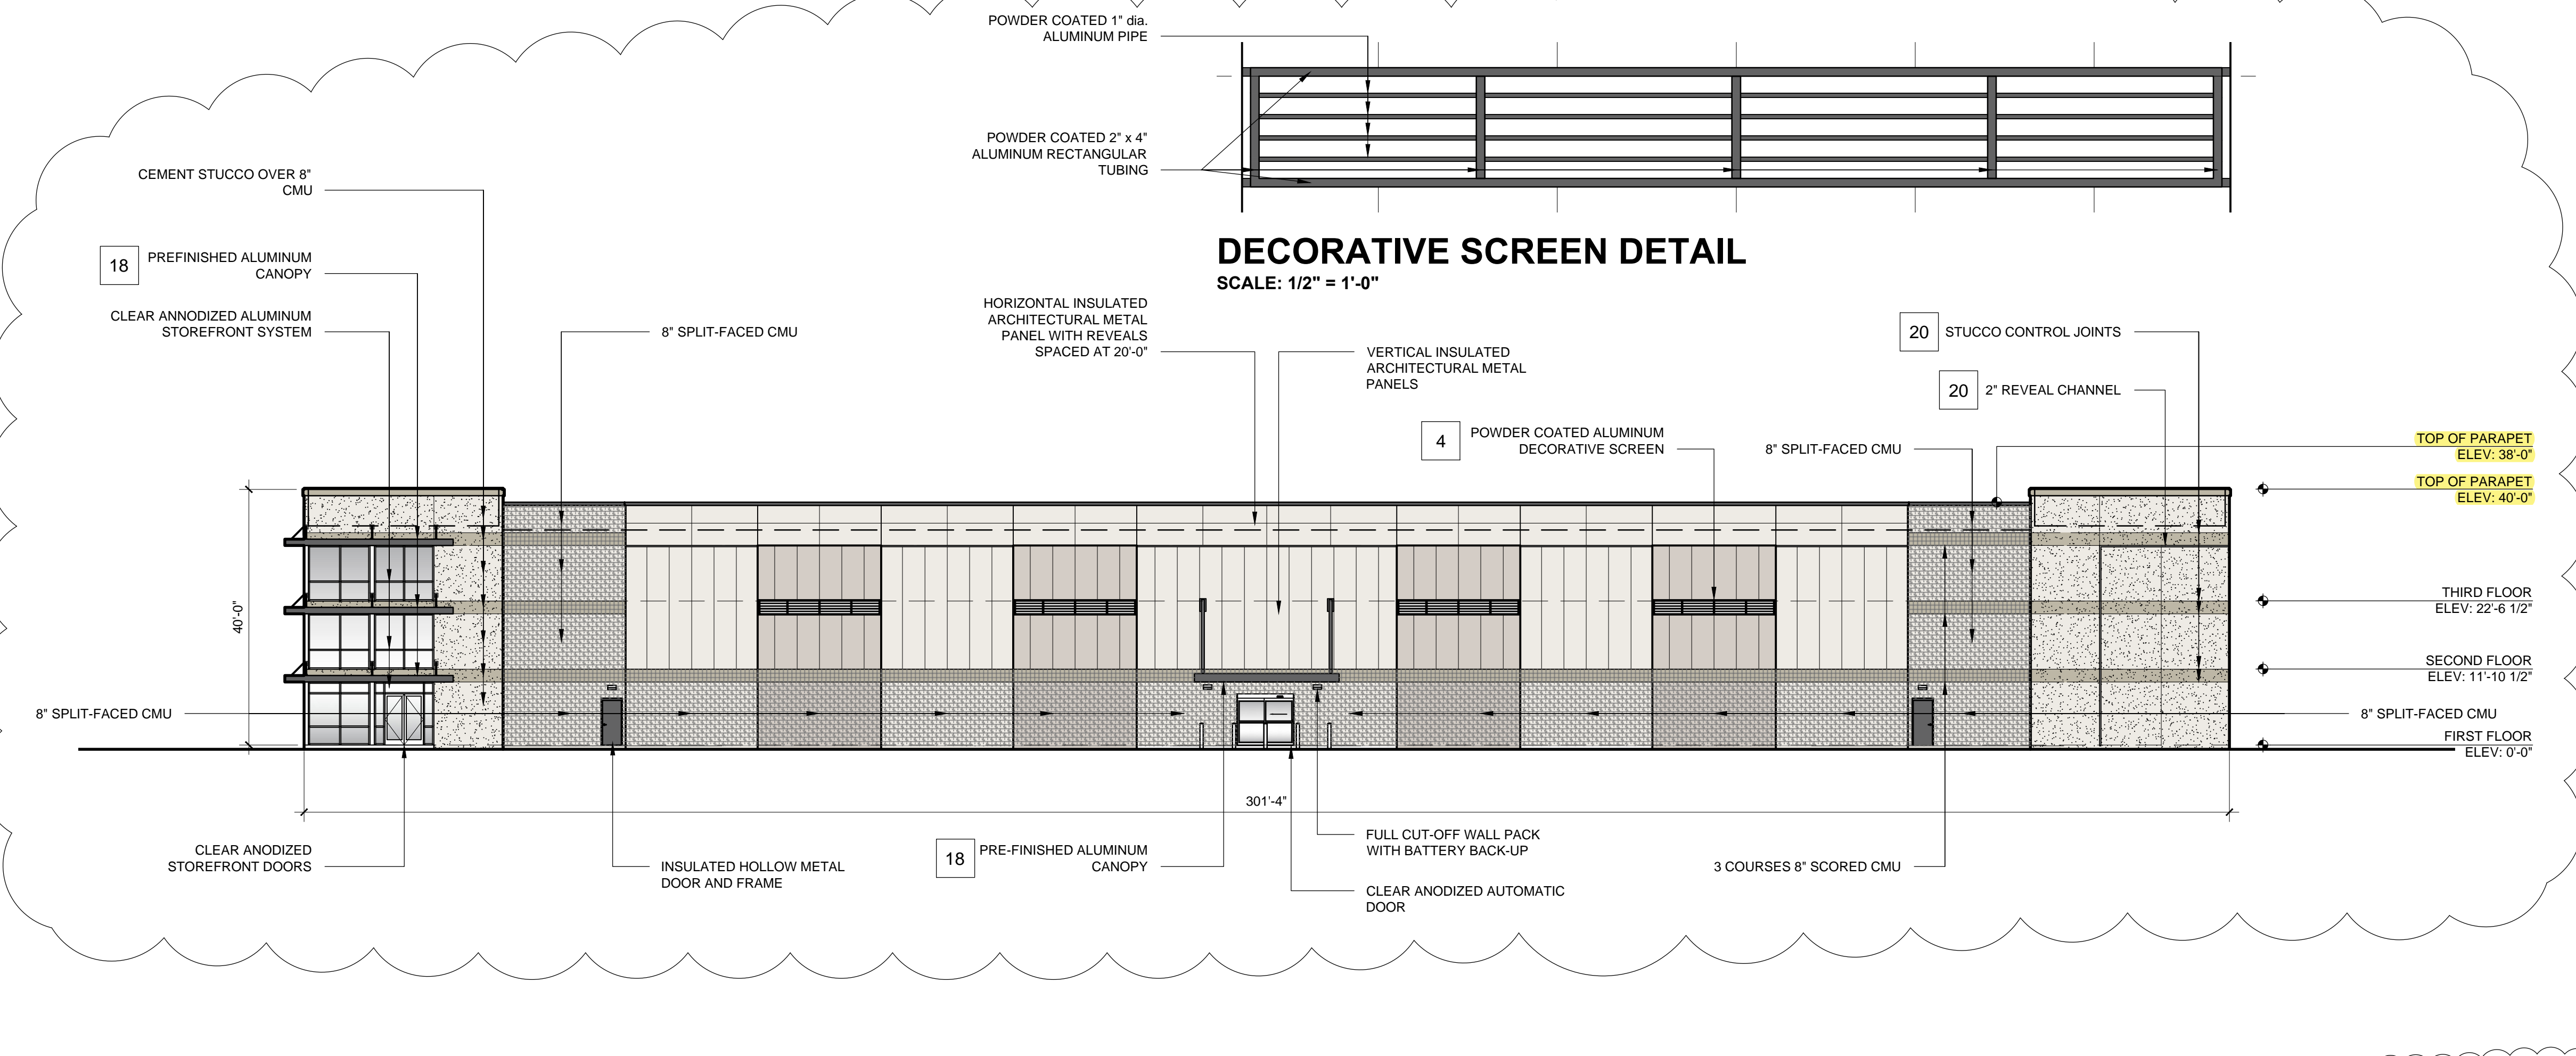 POWDER COATED 1" dia.
ALUMINUM PIPE
POWDER COATED 2" x 4"
ALUMINUM RECTANGULAR
TUBING
DECORATIVE SCREEN DETAIL
SCALE: 1/2" = 1'-0"
CEMENT STUCCO OVER 8"
CMU
18
PREFINISHED ALUMINUM
CANOPY
CLEAR ANNODIZED ALUMINUM
STOREFRONT SYSTEM
8" SPLIT-FACED CMU
HORIZONTAL INSULATED
ARCHITECTURAL METAL
PANEL WITH REVEALS
SPACED AT 20'-0"
VERTICAL INSULATED
ARCHITECTURAL METAL
PANELS
4
POWDER COATED ALUMINUM
DECORATIVE SCREEN
8" SPLIT-FACED CMU
20
STUCCO CONTROL JOINTS
20
2" REVEAL CHANNEL
TOP OF PARAPET
ELEV: 38'-0"
TOP OF PARAPET
ELEV: 40'-0"
THIRD FLOOR
ELEV: 22'-6 1/2"
SECOND FLOOR
ELEV: 11'-10 1/2"
8" SPLIT-FACED CMU
FIRST FLOOR
ELEV: 0'-0"
40'-0"
8" SPLIT-FACED CMU
301'-4"
CLEAR ANODIZED
STOREFRONT DOORS
INSULATED HOLLOW METAL
DOOR AND FRAME
18
PRE-FINISHED ALUMINUM
CANOPY
FULL CUT-OFF WALL PACK
WITH BATTERY BACK-UP
CLEAR ANODIZED AUTOMATIC
DOOR
3 COURSES 8" SCORED CMU